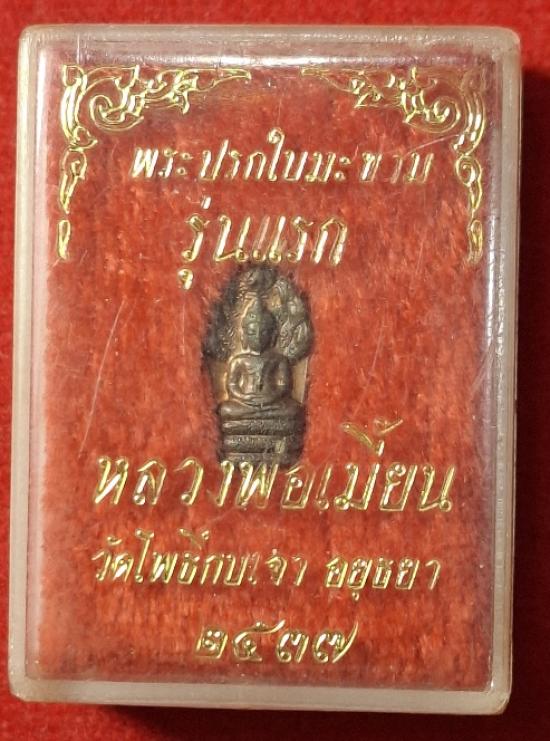 พระปรกใบมะขาม
รุ่นแรก
หลวงพ่อเมี้ยน
วัดโพธิ์กบเจา อยุธยา
๒๕๓๗